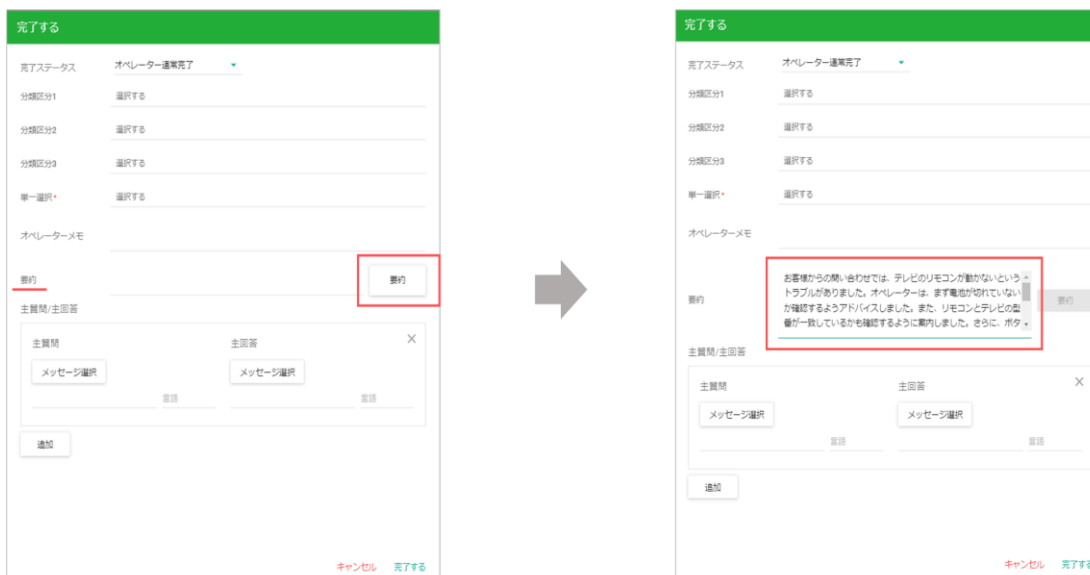 完了する
完了ステータス オペレーター通常完了
分類区分1 選択する
分類区分2 選択する
分類区分3 選択する
単一選択* 選択する
オペレーターメモ
要約 要約
主質問/主回答
主質問 主回答 ×
メッセージ選択 メッセージ選択
言語 言語
追加
キャンセル 完了する
完了する
完了ステータス オペレーター通常完了
分類区分1 選択する
分類区分2 選択する
分類区分3 選択する
単一選択* 選択する
オペレーターメモ
お客様からの問い合わせでは、テレビのリモコンが動かないという
トラブルがありました。オペレーターは、まず電池が切れていない
要約 か確認するようアドバイスしました。また、リモコンとテレビの型 要約
番が一致しているかも確認するように案内しました。さらに、ボタ
主質問/主回答
主質問 主回答 ×
メッセージ選択 メッセージ選択
言語 言語
追加
キャンセル 完了する